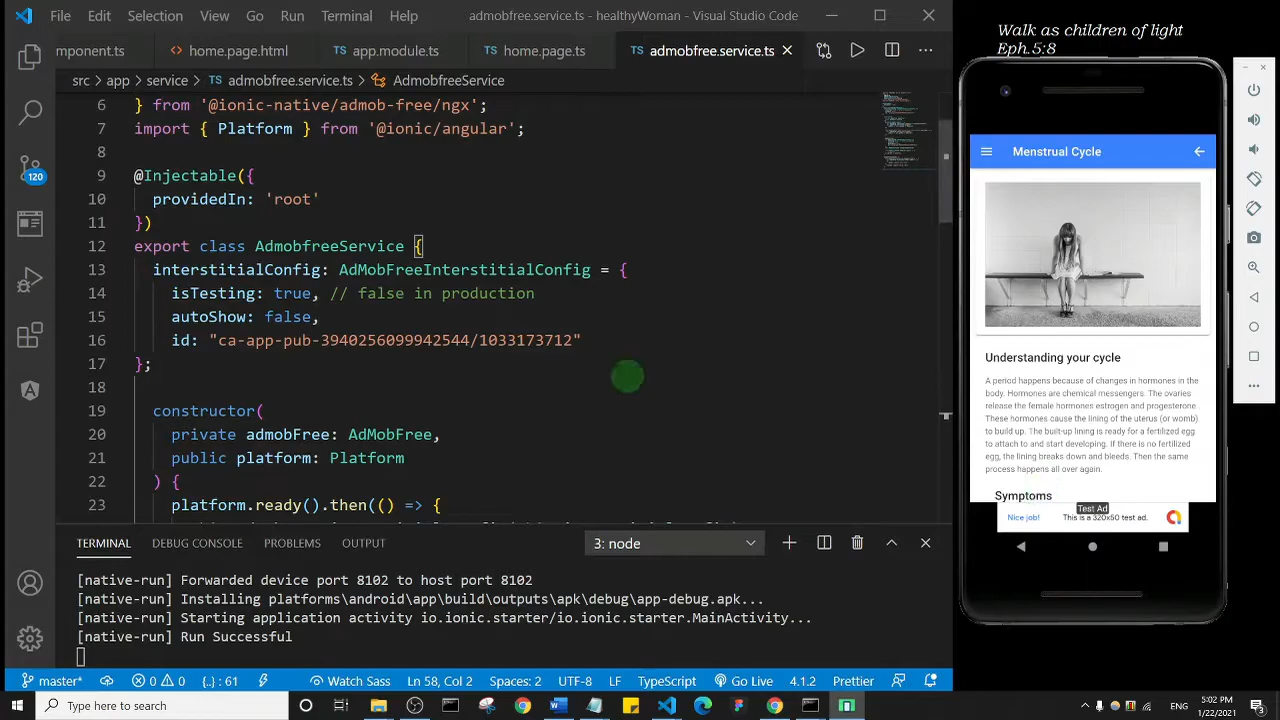 File Edit Selection View Go Run Terminal Help admobfree.service.ts - healthyWoman - Visual Studio Code
mponent.ts home.page.html TS app.module.ts TS home.page.ts TS admobfree.service.ts
src > app > service > TS admobfree.service.ts > AdmobfreeService
6 } from '@ionic-native/admob-free/ngx';
7 import { Platform } from '@ionic/angular';
8
9 @Injectable({
10 providedIn: 'root'
11 })
12 export class AdmobfreeService {
13 interstitialConfig: AdMobFreeInterstitialConfig = {
14 isTesting: true, // false in production
15 autoShow: false,
16 id: "ca-app-pub-3940256099942544/1033173712"
17 };
18
19 constructor(
20 private admobFree: AdMobFree,
21 public platform: Platform
22 ) {
23 platform.ready().then(() => {
120
TERMINAL DEBUG CONSOLE PROBLEMS OUTPUT 3: node
[native-run] Forwarded device port 8102 to host port 8102
[native-run] Installing platforms\android\app\build\outputs\apk\debug\app-debug.apk...
[native-run] Starting application activity io.ionic.starter/io.ionic.starter.MainActivity...
[native-run] Run Successful
master* 0 0 {..}: 61 Watch Sass Ln 58, Col 2 Spaces: 2 UTF-8 LF TypeScript Go Live 4.1.2 Prettier
Type here to search
5:02 PM
1/22/2021
2
Walk as children of light
Eph.5:8
Menstrual Cycle
Understanding your cycle
A period happens because of changes in hormones in the
body. Hormones are chemical messengers. The ovaries
release the female hormones estrogen and progesterone.
These hormones cause the lining of the uterus (or womb)
to build up. The built-up lining is ready for a fertilized egg
to attach to and start developing. If there is no fertilized
egg, the lining breaks down and bleeds. Then the same
process happens all over again.
Symptoms
Test Ad
Nice job! This is a 320x50 test ad.